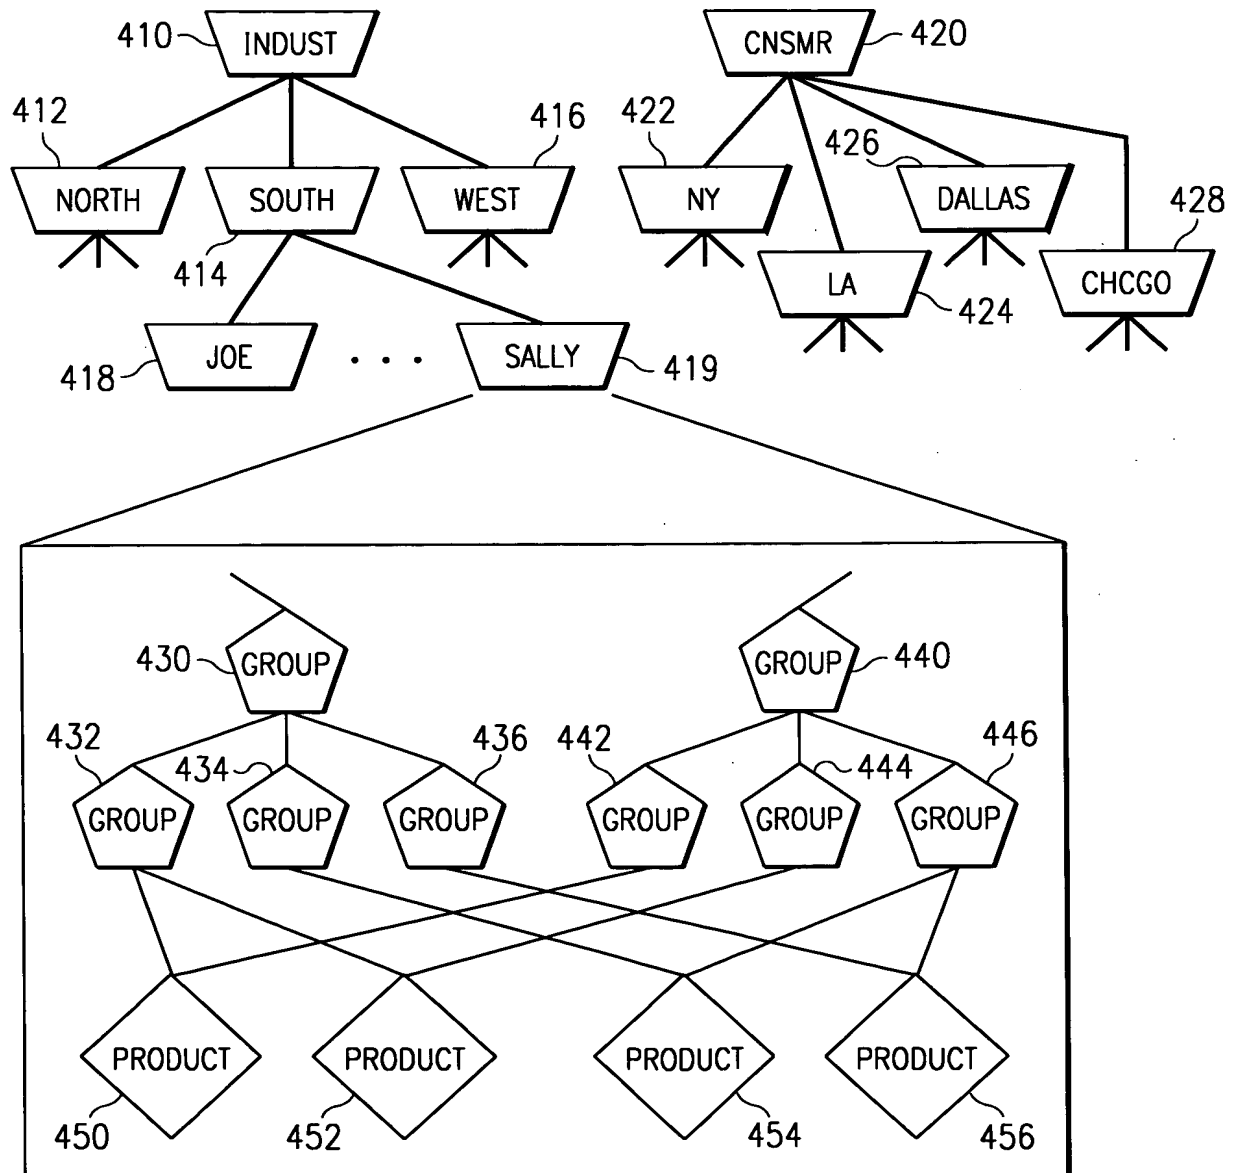 410 INDUST CNSMR 420
412 416 422 426
NORTH SOUTH WEST NY DALLAS 428
414 LA 424 CHCGO
418 JOE . . . SALLY 419
430 GROUP GROUP 440
432 434 436 442 444 446
GROUP GROUP GROUP GROUP GROUP GROUP
PRODUCT PRODUCT PRODUCT PRODUCT
450 452 454 456